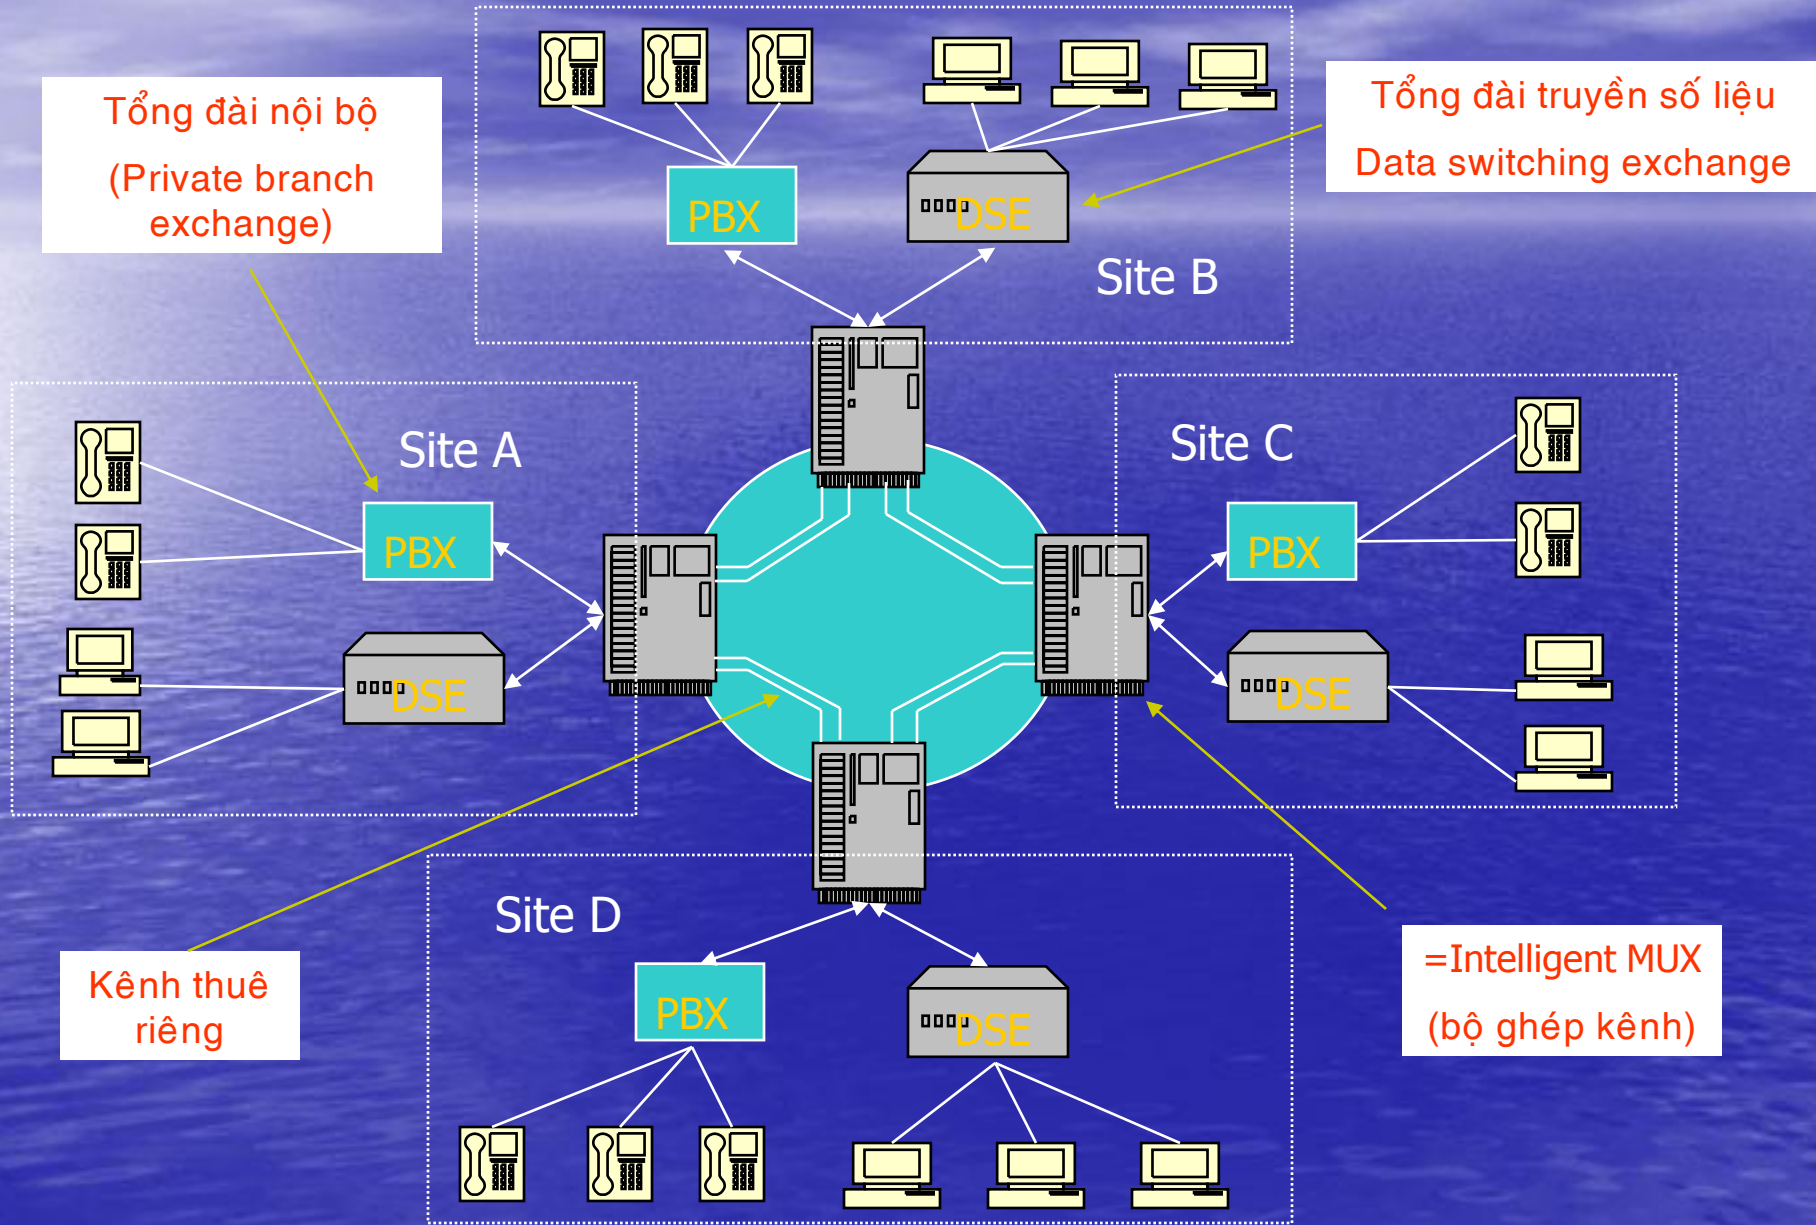 Tổng đài nội bộ
(Private branch
exchange)
Tổng đài truyền số liệu
Data switching exchange
PBX
DSE
Site B
Site A
PBX
DSE
Site C
PBX
DSE
Site D
PBX
DSE
Kênh thuê
riêng
=Intelligent MUX
(bộ ghép kênh)